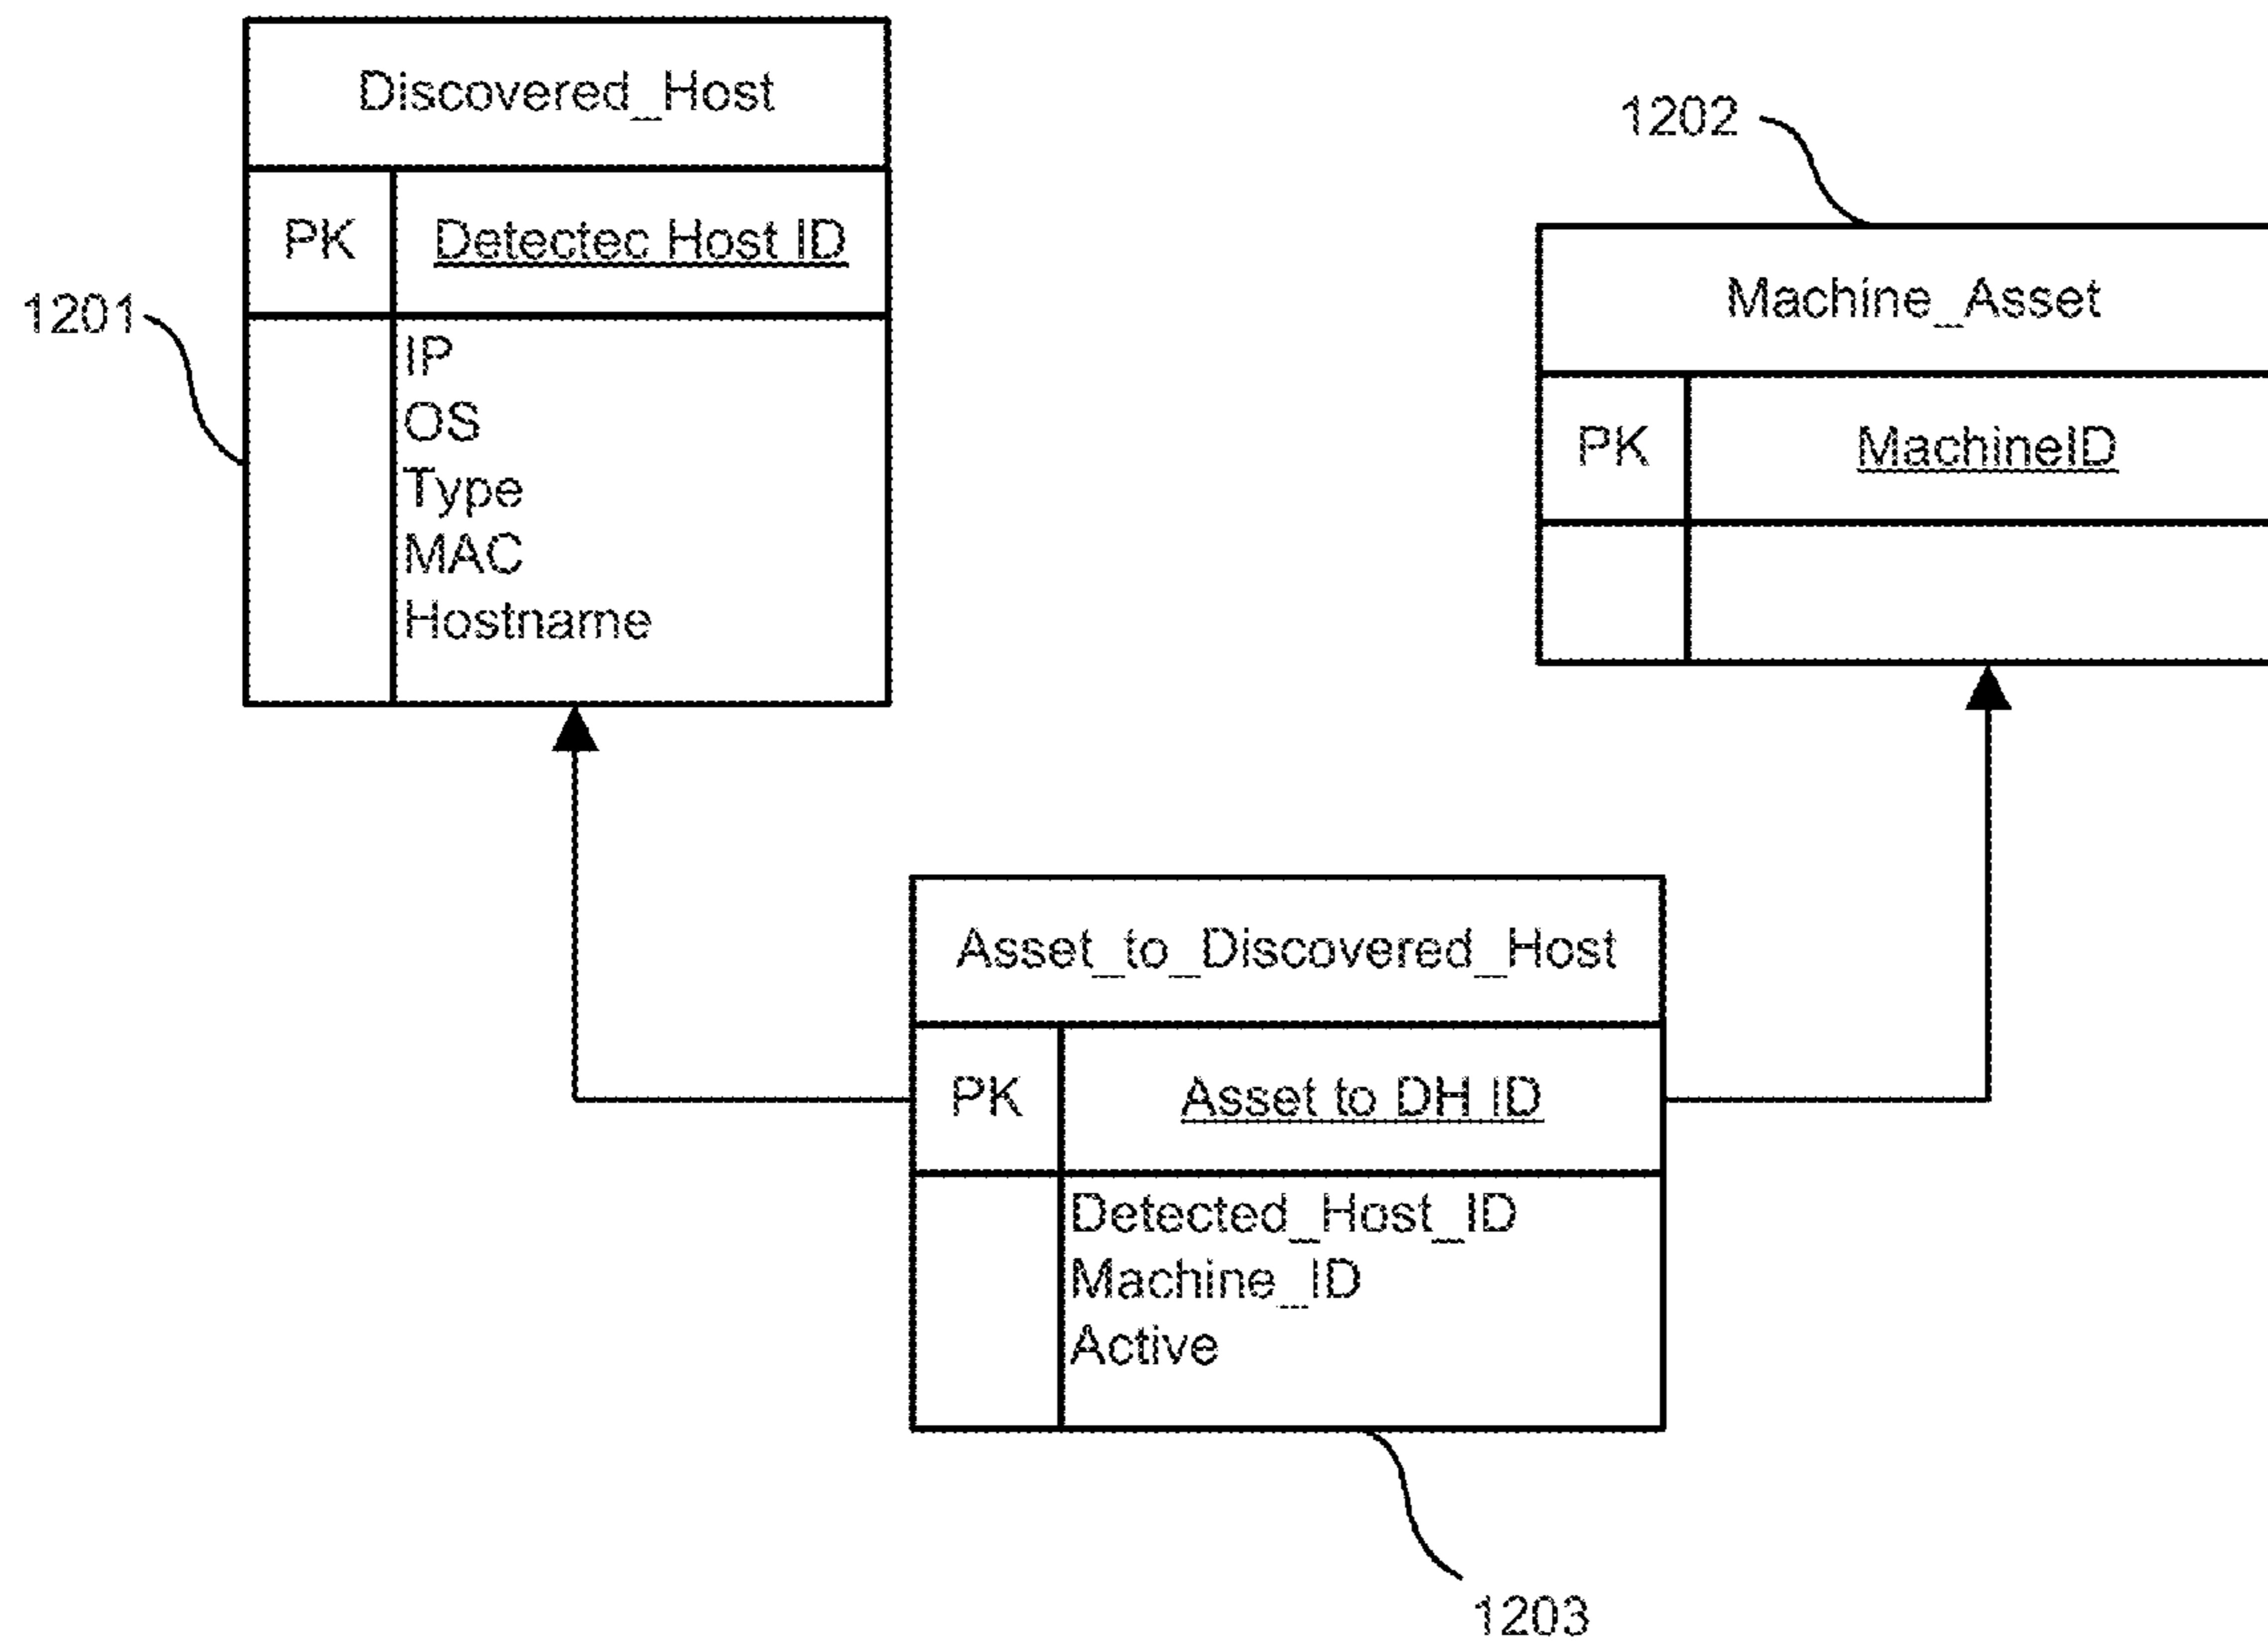 Discovered_Host
PK Detectec Host ID
1201
IP
OS
Type
MAC
Hostname
1202
Machine_Asset
PK MachineID
Asset_to_Discovered_Host
PK Asset to DH ID
Detected_Host_ID
Machine_ID
Active
1203